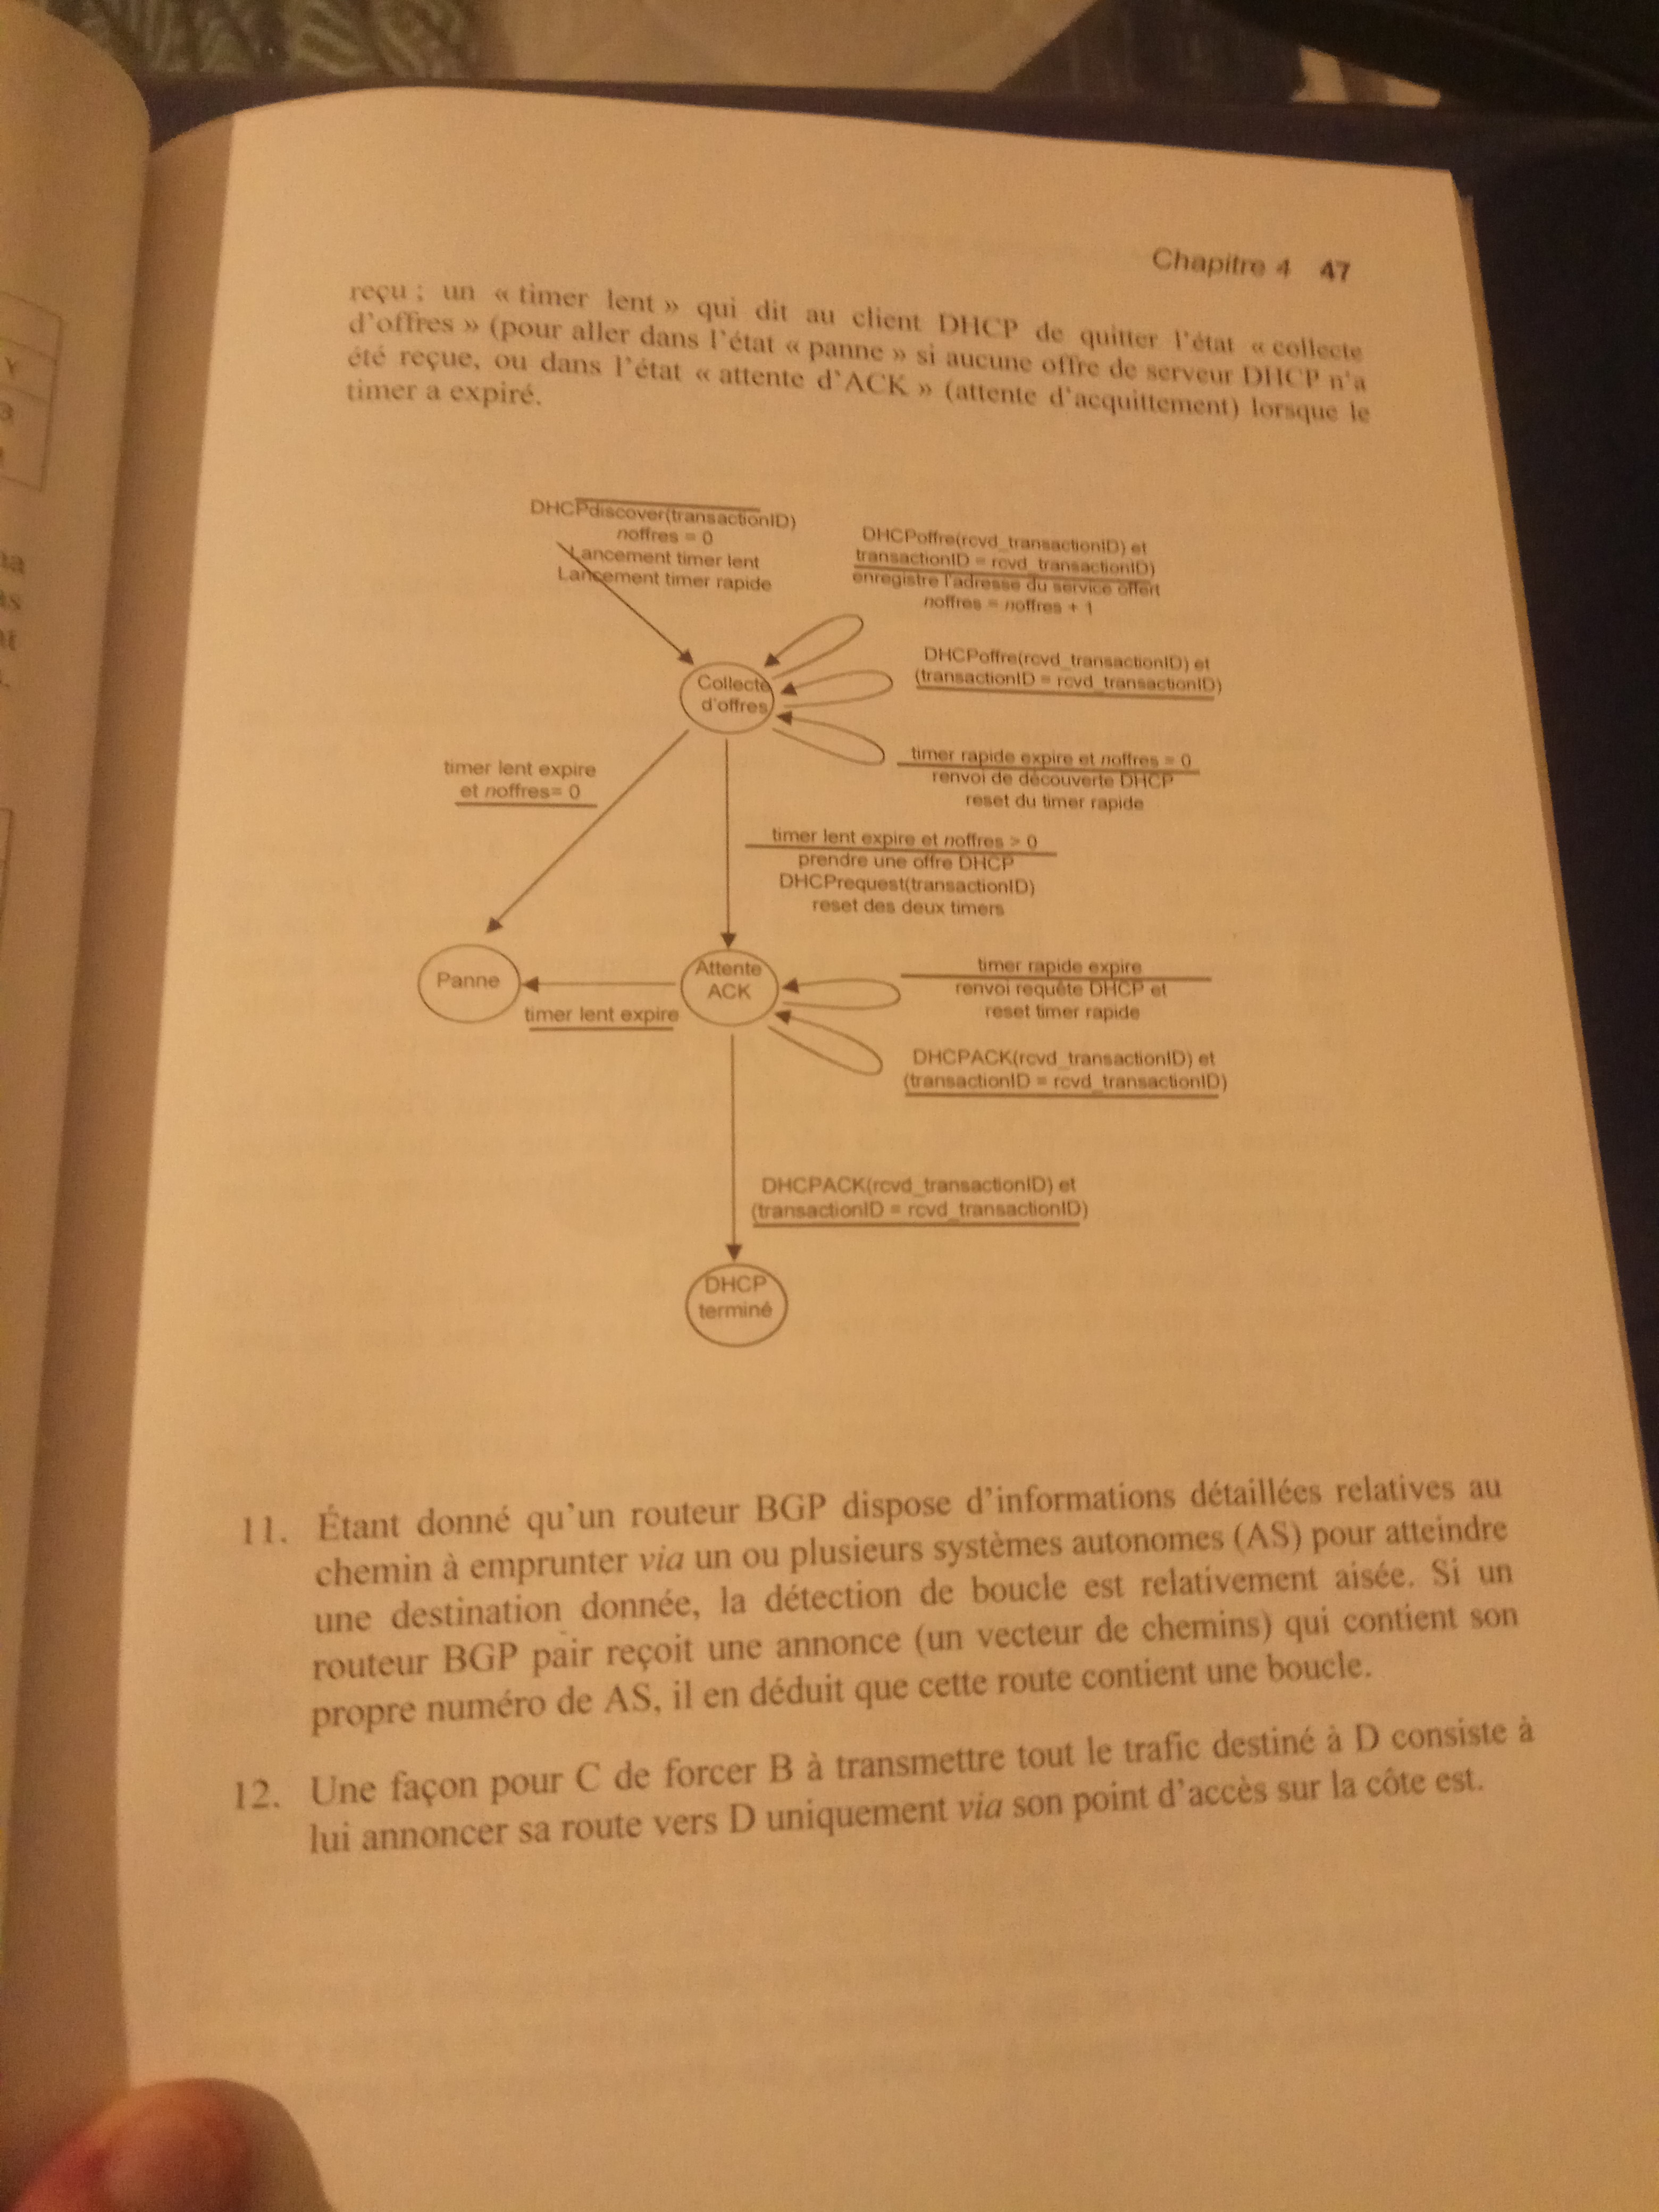 Chapitre 4 47
reçu ; un « timer lent » qui dit au client DHCP de quitter l'état « collecte
d'offres » (pour aller dans l'état « panne » si aucune offre de serveur DHCP n'a
été reçue, ou dans l'état « attente d'ACK » (attente d'acquittement) lorsque le
timer a expiré.
DHCPdiscover(transactionID)
noffres = 0
Lancement timer lent
Lancement timer rapide
DHCPoffre(rcvd_transactionID) et
transactionID = rcvd_transactionID)
enregistre l'adresse du service offert
noffres = noffres + 1
DHCPoffre(rcvd_transactionID) et
(transactionID = rcvd_transactionID)
Collecte
d'offres
timer rapide expire et noffres = 0
renvoi de découverte DHCP
reset du timer rapide
timer lent expire
et noffres= 0
timer lent expire et noffres > 0
prendre une offre DHCP
DHCPrequest(transactionID)
reset des deux timers
Panne
Attente
ACK
timer lent expire
timer rapide expire
renvoi requête DHCP et
reset timer rapide
DHCPACK(rcvd_transactionID) et
(transactionID = rcvd_transactionID)
DHCPACK(rcvd_transactionID) et
(transactionID = rcvd_transactionID)
DHCP
terminé
11. Étant donné qu'un routeur BGP dispose d'informations détaillées relatives au
chemin à emprunter via un ou plusieurs systèmes autonomes (AS) pour atteindre
une destination donnée, la détection de boucle est relativement aisée. Si un
routeur BGP pair reçoit une annonce (un vecteur de chemins) qui contient son
propre numéro de AS, il en déduit que cette route contient une boucle.
12. Une façon pour C de forcer B à transmettre tout le trafic destiné à D consiste à
lui annoncer sa route vers D uniquement via son point d'accès sur la côte est.